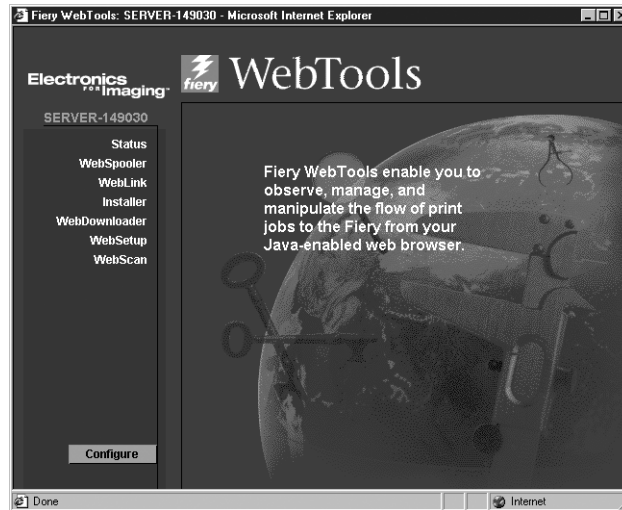 Fiery WebTools: SERVER-149030 - Microsoft Internet Explorer
Electronics
FOR Imaging
fiery
WebTools
SERVER-149030
Status
WebSpooler
WebLink
Installer
WebDownloader
WebSetup
WebScan
Fiery WebTools enable you to
observe, manage, and
manipulate the flow of print
jobs to the Fiery from your
Java-enabled web browser.
Configure
Done
Internet